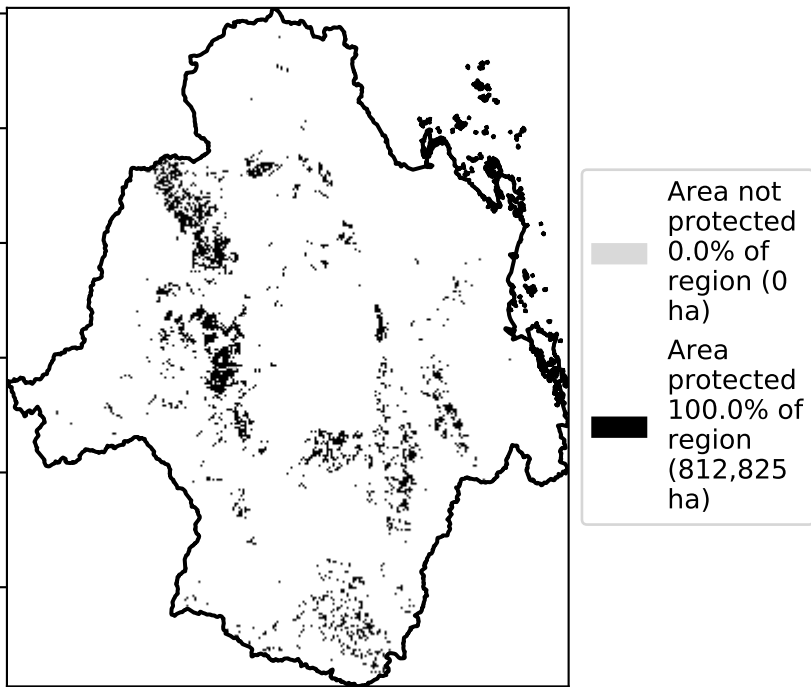 Area not
protected
0.0% of
region (0
ha)
Area
protected
100.0% of
region
(812,825
ha)